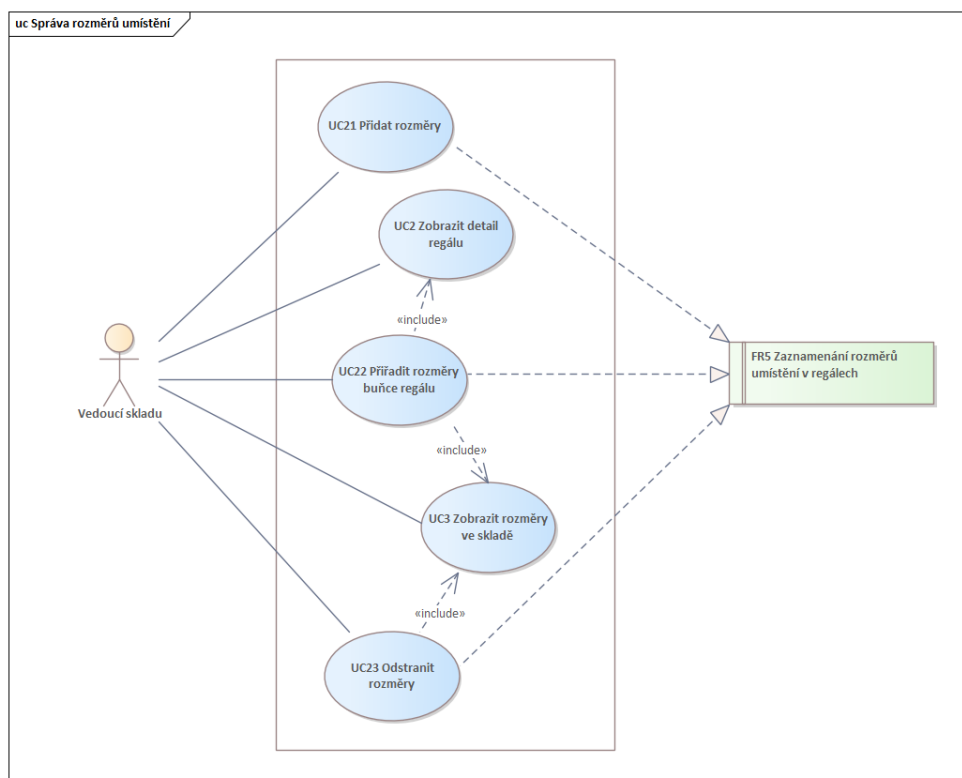 uc Správa rozměrů umístění
UC21 Přidat rozměry
UC2 Zobrazit detail
regálu
«include»
UC22 Přiřadit rozměry
buňce regálu
FR5 Zaznamenání rozměrů
umístění v regálech
Vedoucí skladu
«include»
UC3 Zobrazit rozměry
ve skladě
«include»
UC23 Odstranit
rozměry